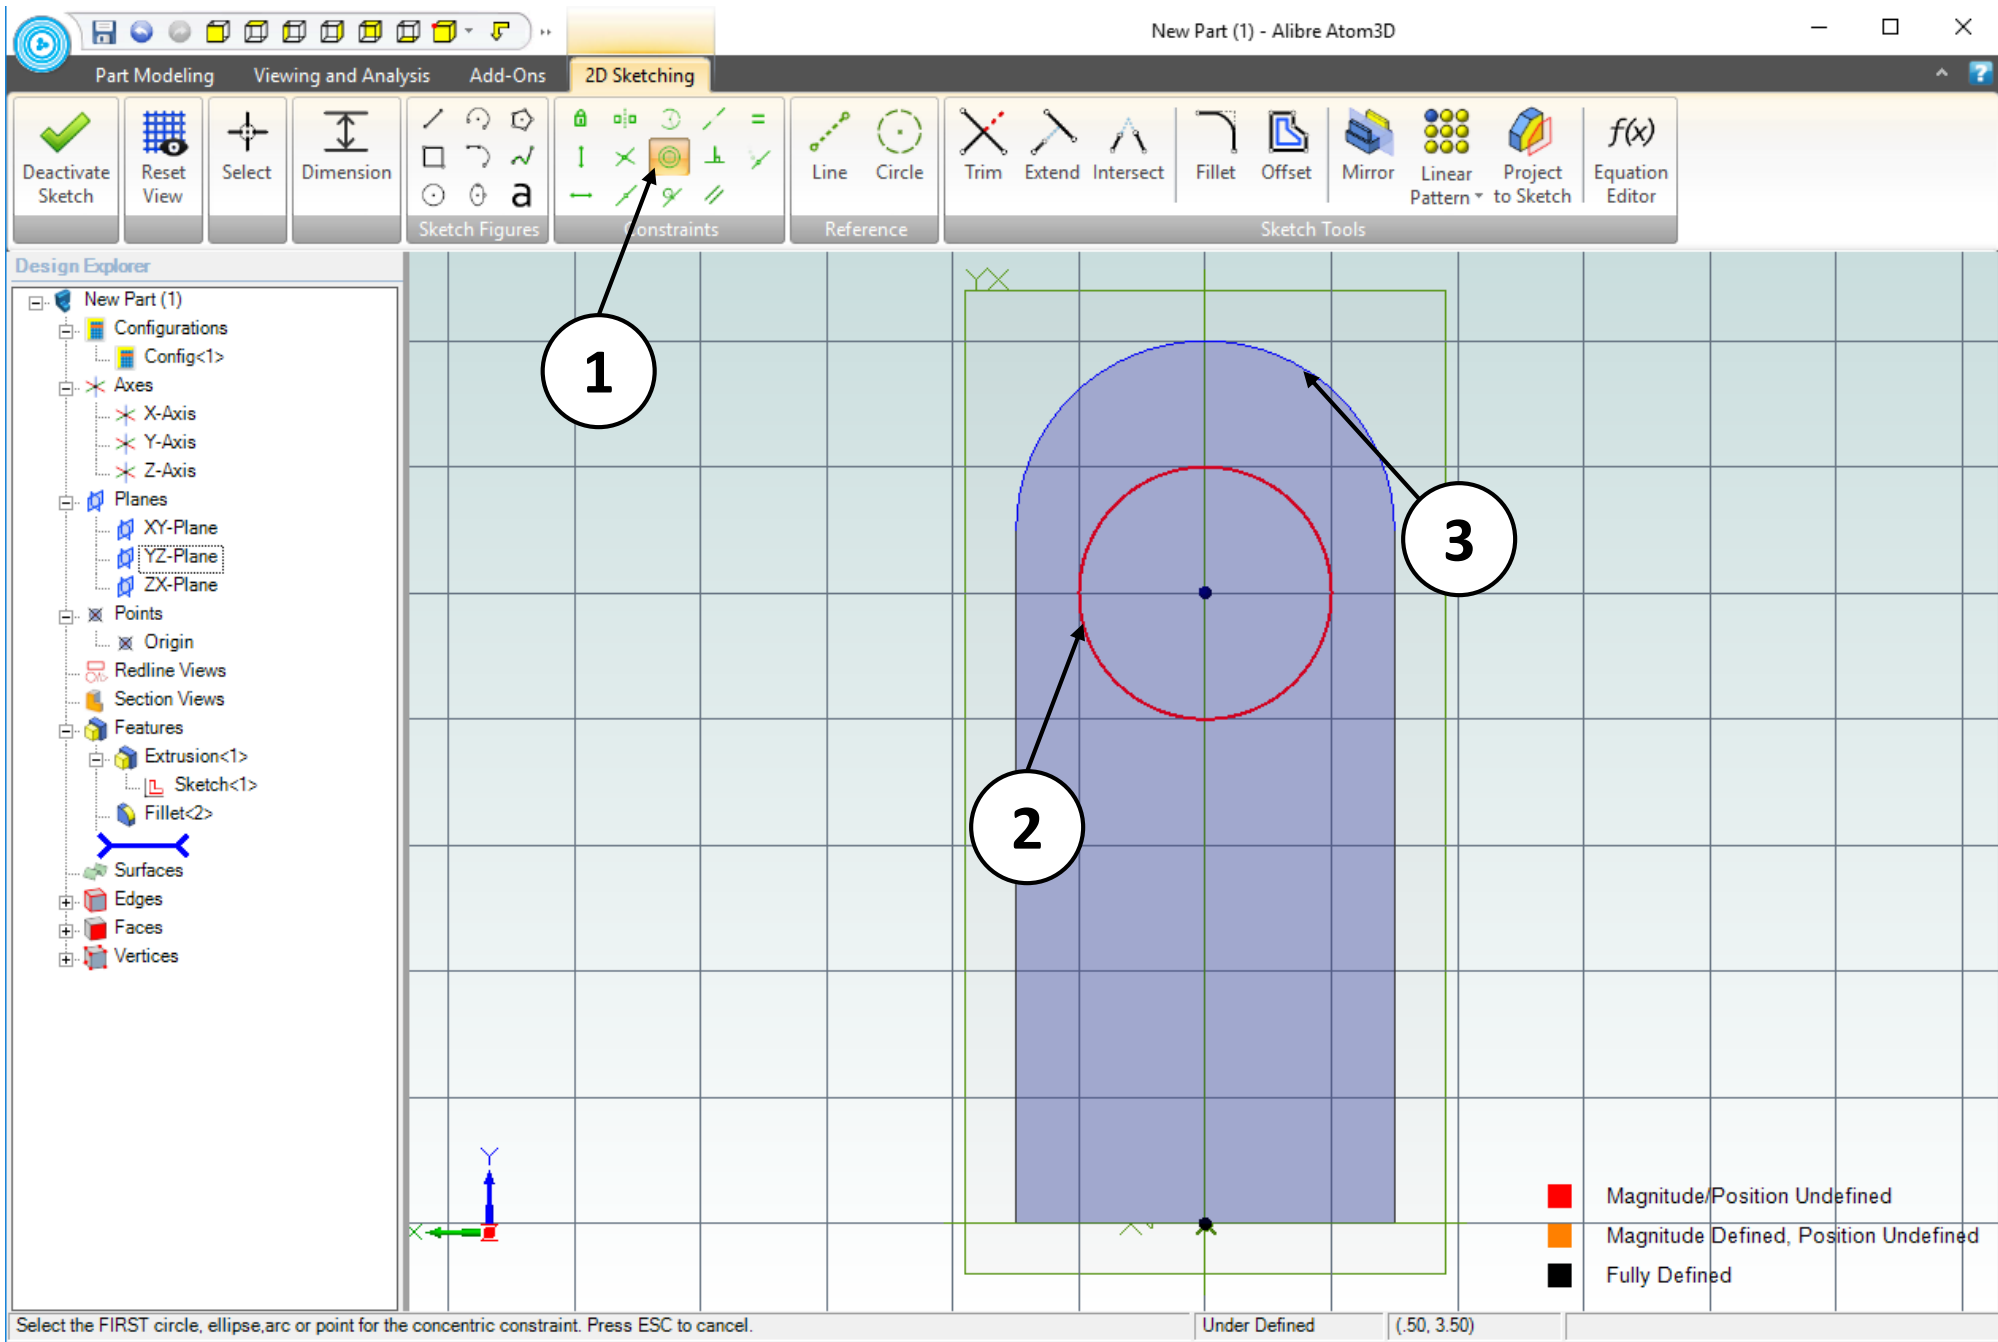 New Part (1) - Alibre Atom3D
Part Modeling
Viewing and Analysis
Add-Ons
2D Sketching
Deactivate
Sketch
Reset
View
Select
Dimension
a
Sketch Figures
Constraints
Line
Circle
Reference
Trim
Extend
Intersect
Fillet
Offset
Mirror
Linear
Pattern
Project
to Sketch
f(x)
Equation
Editor
Sketch Tools
Design Explorer
New Part (1)
Configurations
Config<1>
Axes
X-Axis
Y-Axis
Z-Axis
Planes
XY-Plane
YZ-Plane
ZX-Plane
Points
Origin
Redline Views
Section Views
Features
Extrusion<1>
Sketch<1>
Fillet<2>
Surfaces
Edges
Faces
Vertices
YX
1
2
3
Y
X
Magnitude/Position Undefined
Magnitude Defined, Position Undefined
Fully Defined
Select the FIRST circle, ellipse,arc or point for the concentric constraint. Press ESC to cancel.
Under Defined
(.50, 3.50)